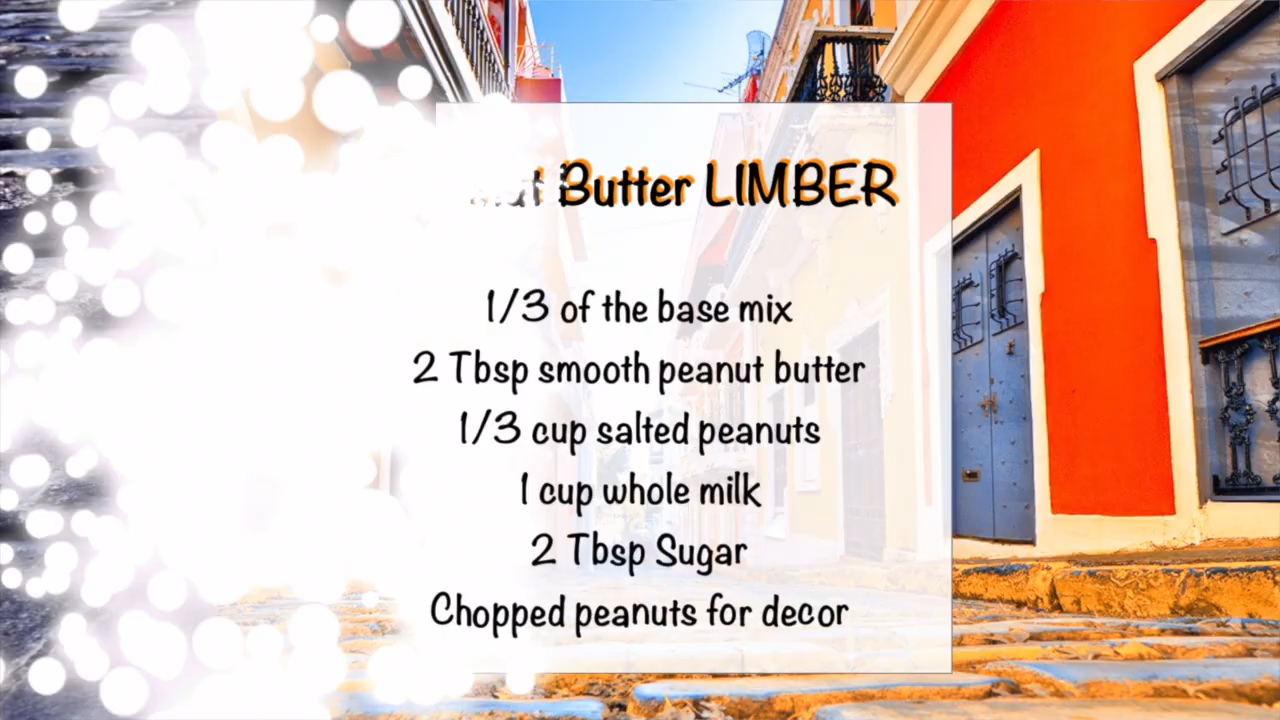 Butter LIMBER
1/3 of the base mix
2 Tbsp smooth peanut butter
1/3 cup salted peanuts
1 cup whole milk
2 Tbsp Sugar
Chopped peanuts for decor